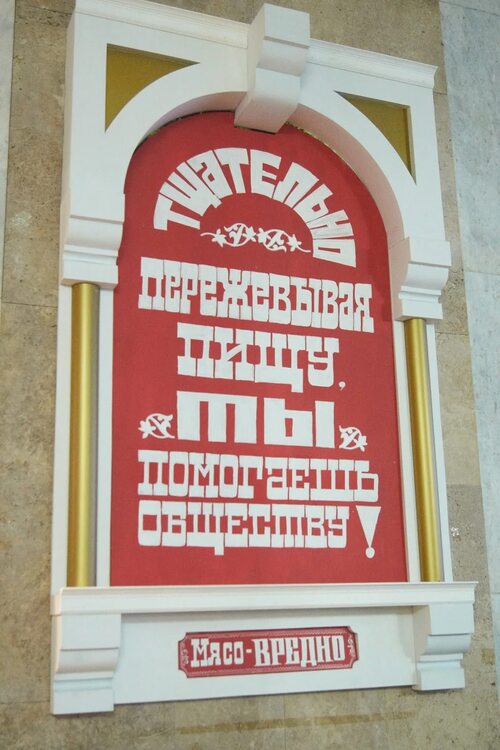 ТЩАТЕЛЬНО
ПЕРЕЖЕВЫВАЯ
ПИЩУ,
ТЫ
ПОМОГАЕШЬ
ОБЩЕСТВУ!
Мясо-ВРЕДНО